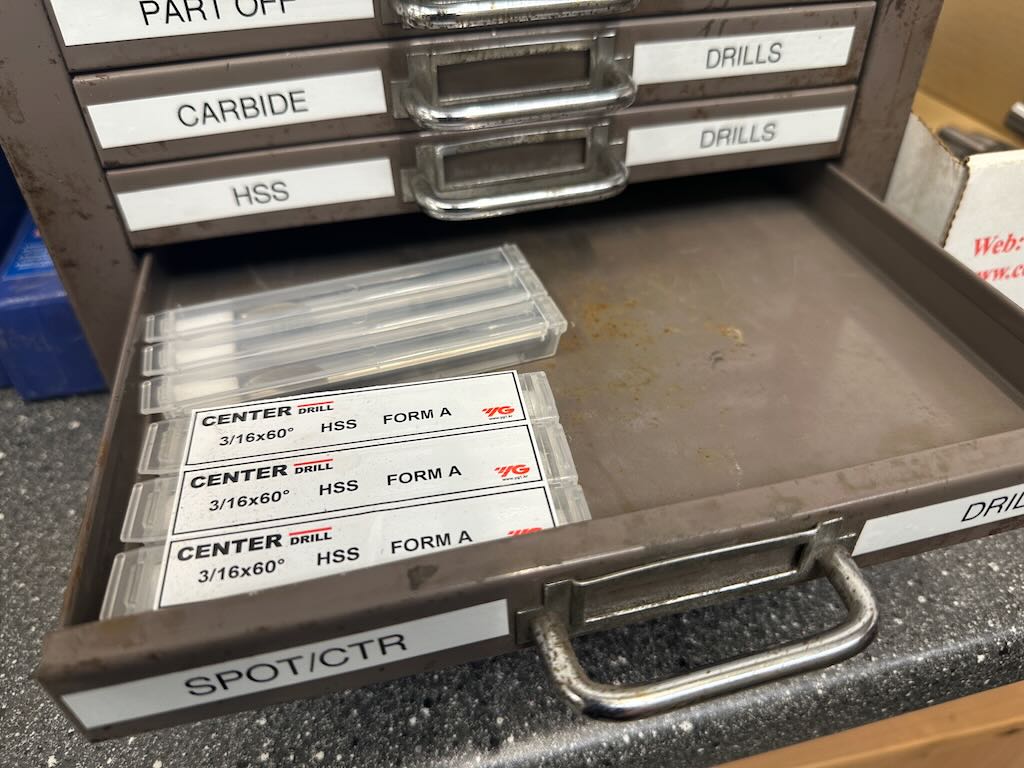 PART OFF
CARBIDE
DRILLS
HSS
DRILLS
Web:
CENTER DRILL
3/16x60° HSS FORM A
YG
CENTER DRILL
3/16x60° HSS FORM A
YG
CENTER DRILL
3/16x60° HSS FORM A
SPOT/CTR
DRIL